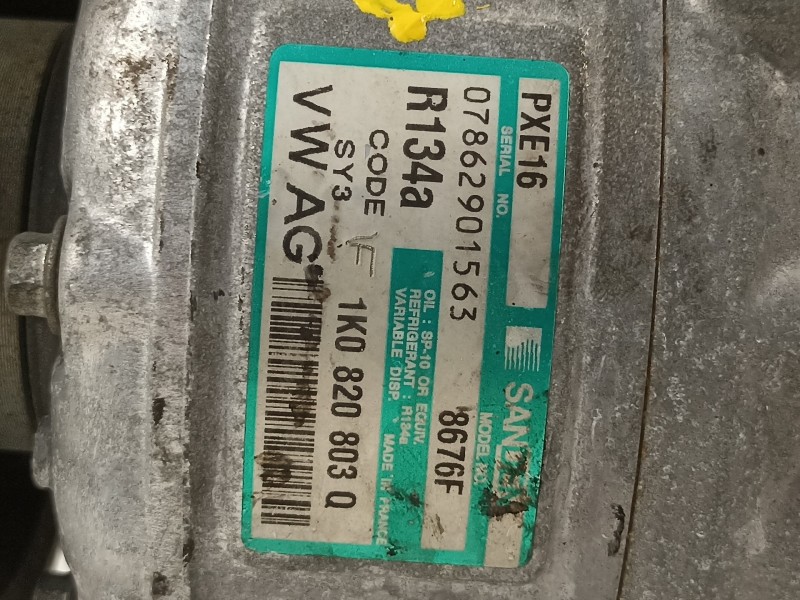 PXE16
SANDEN
SERIAL NO.
MODEL NO.
07862901563
8676F
R134a
OIL : SP-10 OR EQUIV.
REFRIGERANT : R134a
VARIABLE DISP. MADE IN FRANCE
CODE F
SY3
1K0 820 803 Q
VW AG